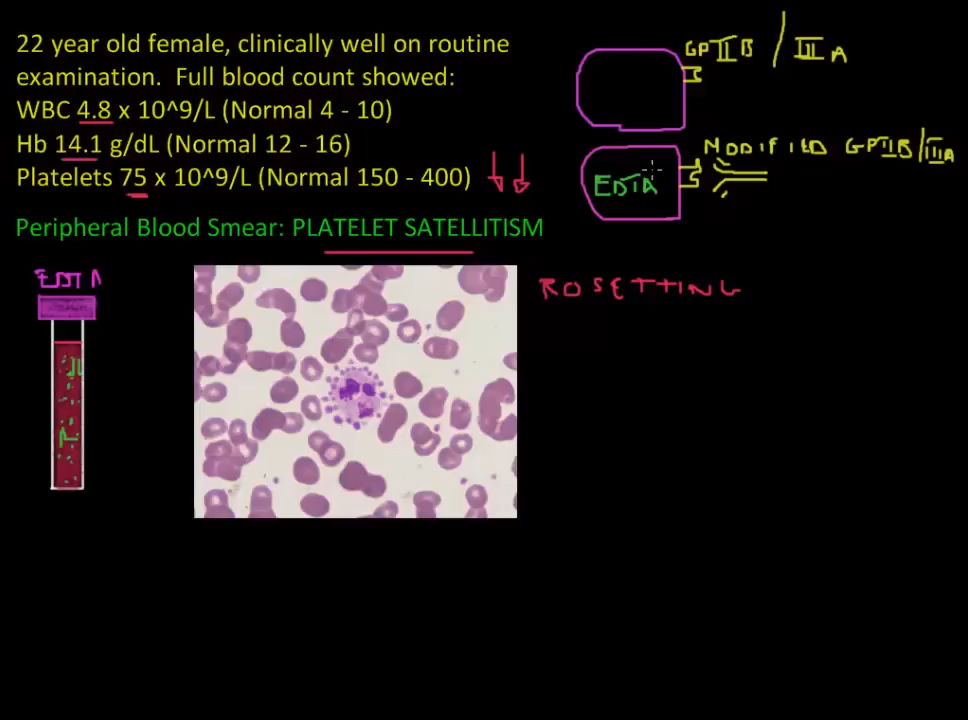 22 year old female, clinically well on routine
examination.  Full blood count showed:
WBC 4.8 x 10^9/L (Normal 4 - 10)
Hb 14.1 g/dL (Normal 12 - 16)
Platelets 75 x 10^9/L (Normal 150 - 400)
Peripheral Blood Smear: PLATELET SATELLITISM
GPIIB / IIIA
MODIFIED GPIIB/IIIA
EDTA
EDTA
ROSETTING